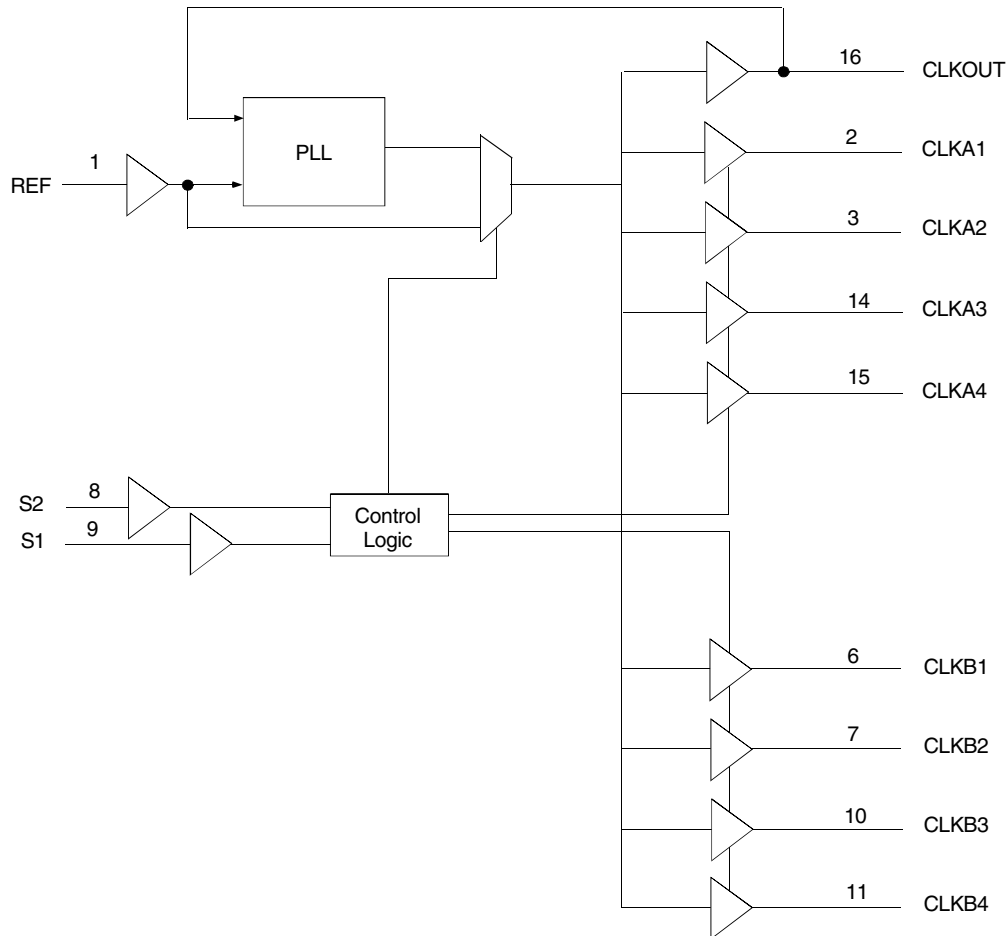 16 CLKOUT
PLL
1
REF
2 CLKA1
3 CLKA2
14 CLKA3
15 CLKA4
S2 8
S1 9
Control
Logic
6 CLKB1
7 CLKB2
10 CLKB3
11 CLKB4